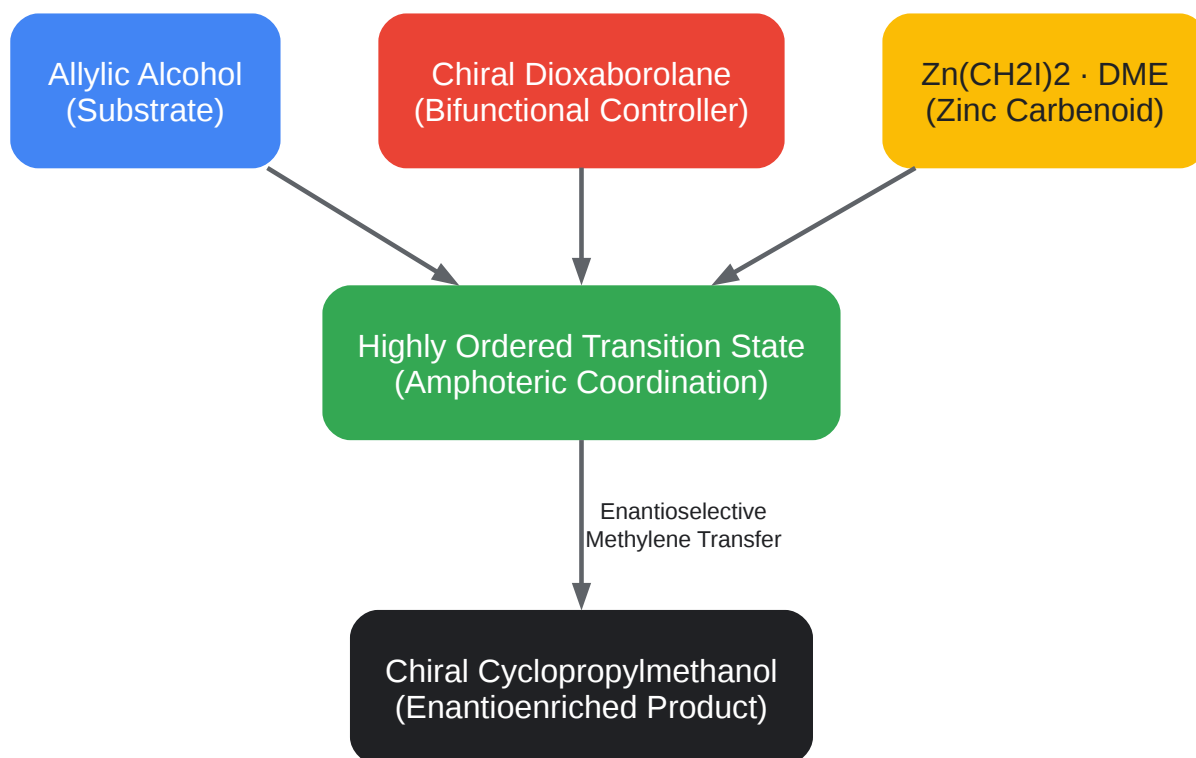 Allylic Alcohol
(Substrate)
Chiral Dioxaborolane
(Bifunctional Controller)
Zn(CH2I)2 · DME
(Zinc Carbenoid)
Highly Ordered Transition State
(Amphoteric Coordination)
Enantioselective
Methylene Transfer
Chiral Cyclopropylmethanol
(Enantioenriched Product)